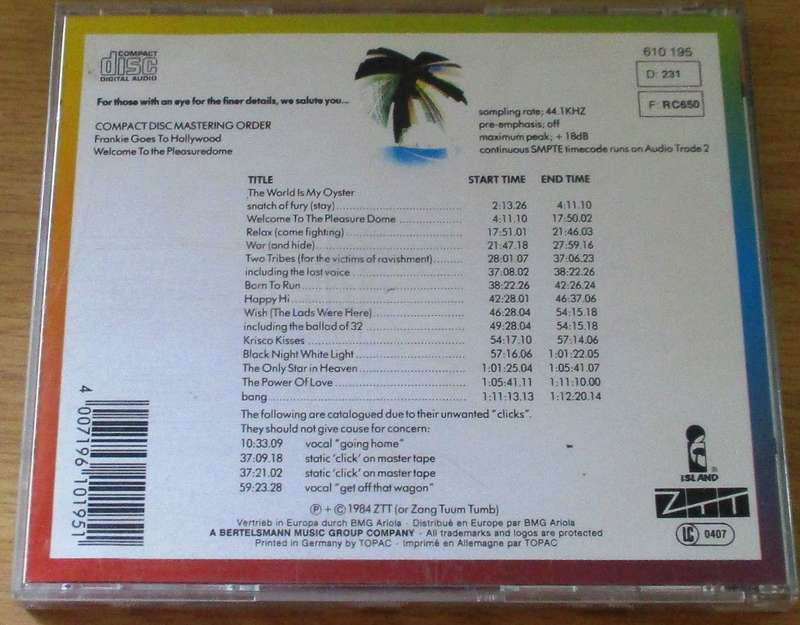 COMPACT
disc
DIGITAL AUDIO
610 195
D: 231
F: RC650
For those with an eye for the finer details, we salute you...
COMPACT DISC MASTERING ORDER
Frankie Goes To Hollywood
Welcome To the Pleasuredome
sampling rate; 44.1KHZ
pre-emphasis; off
maximum peak; + 18dB
continuous SMPTE timecode runs on Audio Trade 2
TITLE START TIME END TIME
The World Is My Oyster
snatch of fury (stay) 2:13.26 4:11.10
Welcome To The Pleasure Dome 4:11.10 17:50.02
Relax (come fighting) 17:51.01 21:46.03
War (and hide) 21:47.18 27:59.16
Two Tribes (for the victims of ravishment) 28:01.07 37:06.23
including the last voice 37:08.02 38:22.26
Born To Run 38:22.26 42:26.24
Happy Hi 42:28.01 46:37.06
Wish (The Lads Were Here) 46:28.04 54:15.18
including the ballad of 32 49:28.04 54:15.18
Krisco Kisses 54:17.10 57:14.06
Black Night White Light 57:16.06 1:01:22.05
The Only Star in Heaven 1:01:25.04 1:05:41.07
The Power Of Love 1:05:41.11 1:11:10.00
bang 1:11:13.13 1:12:20.14
The following are catalogued due to their unwanted "clicks".
They should not give cause for concern:
10:33.09 vocal "going home"
37:09.18 static 'click' on master tape
37:21.02 static 'click' on master tape
59:23.28 vocal "get off that wagon"
4 007196 101951
ISLAND
ZTT
LC 0407
Ⓟ + © 1984 ZTT (or Zang Tuum Tumb)
Vertrieb in Europa durch BMG Ariola - Distribué en Europe par BMG Ariola
A BERTELSMANN MUSIC GROUP COMPANY - All trademarks and logos are protected
Printed in Germany by TOPAC - Imprimé en Allemagne par TOPAC